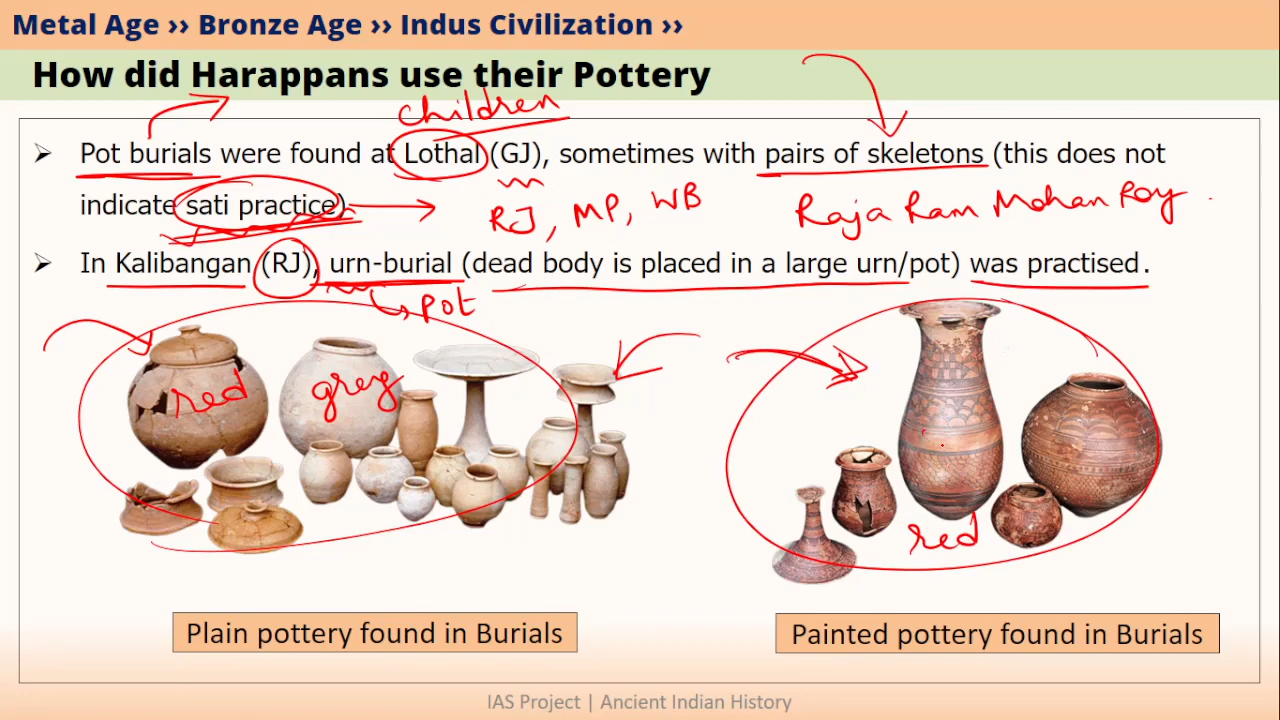 Metal Age ›› Bronze Age ›› Indus Civilization ››
How did Harappans use their Pottery
children
➢ Pot burials were found at Lothal (GJ), sometimes with pairs of skeletons (this does not
indicate sati practice)
RJ, MP, WB
Raja Ram Mohan Roy.
➢ In Kalibangan (RJ), urn-burial (dead body is placed in a large urn/pot) was practised.
pot
red
grey
red
Plain pottery found in Burials
Painted pottery found in Burials
IAS Project | Ancient Indian History